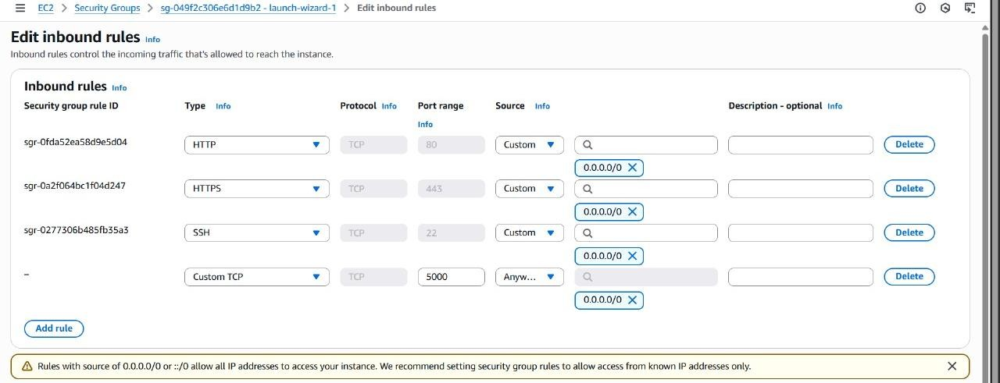 EC2 > Security Groups > sg-049f2c306e6d1d9b2 - launch-wizard-1 > Edit inbound rules
Edit inbound rules Info
Inbound rules control the incoming traffic that's allowed to reach the instance.
Inbound rules Info
Security group rule ID Type Info Protocol Info Port range Source Info Description - optional Info
Info
sgr-0fda52ea58d9e5d04 HTTP TCP 80 Custom Delete
0.0.0.0/0
sgr-0a2f064bc1f04d247 HTTPS TCP 443 Custom Delete
0.0.0.0/0
sgr-0277306b485fb35a3 SSH TCP 22 Custom Delete
0.0.0.0/0
– Custom TCP TCP 5000 Anyw... Delete
0.0.0.0/0
Add rule
Rules with source of 0.0.0.0/0 or ::/0 allow all IP addresses to access your instance. We recommend setting security group rules to allow access from known IP addresses only.